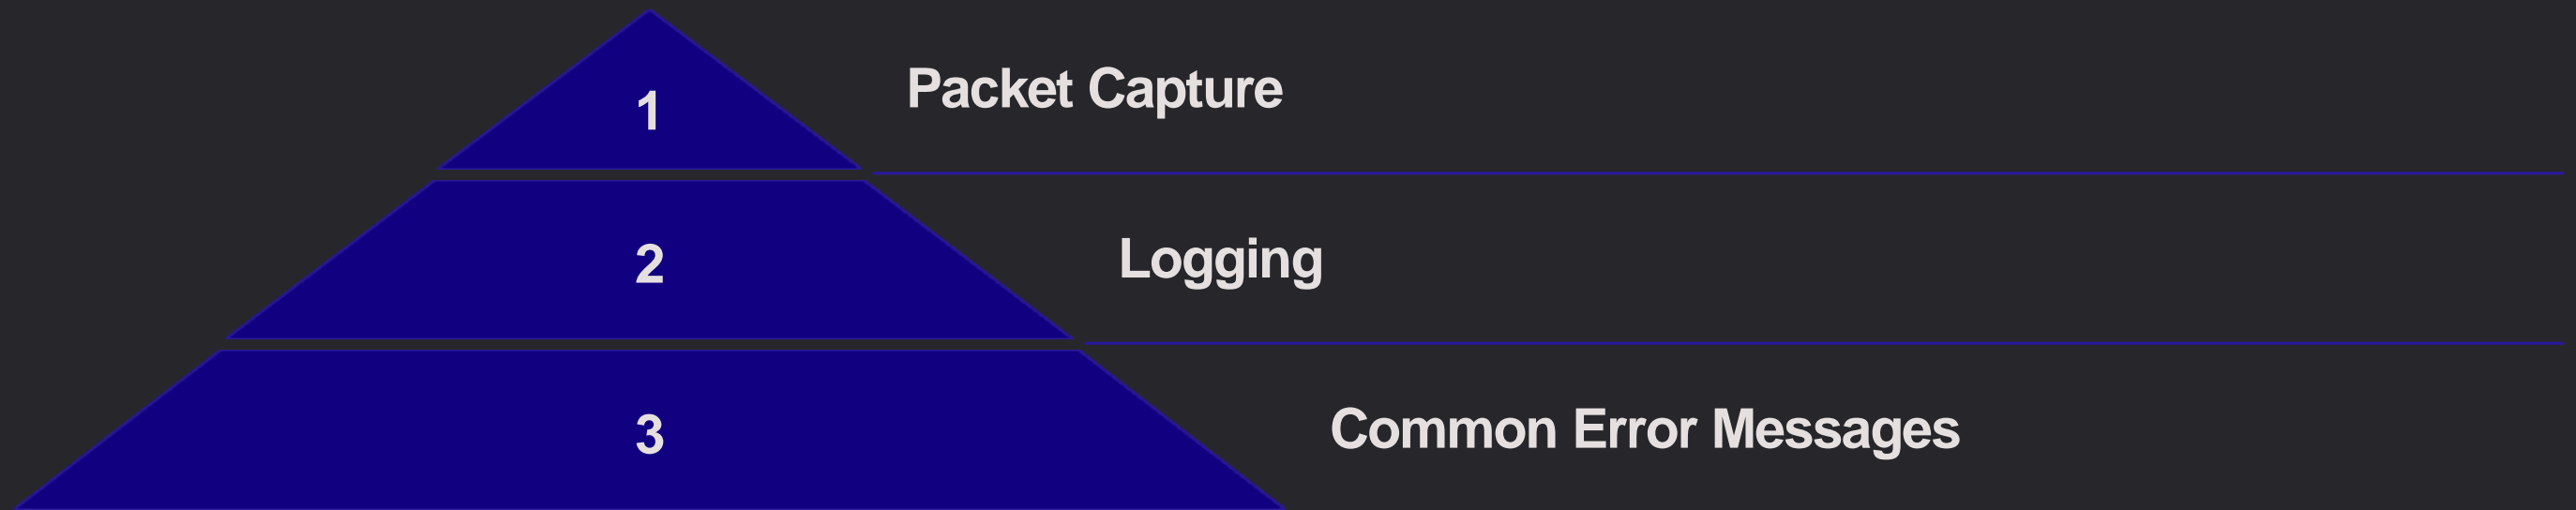 1
Packet Capture
2
Logging
3
Common Error Messages